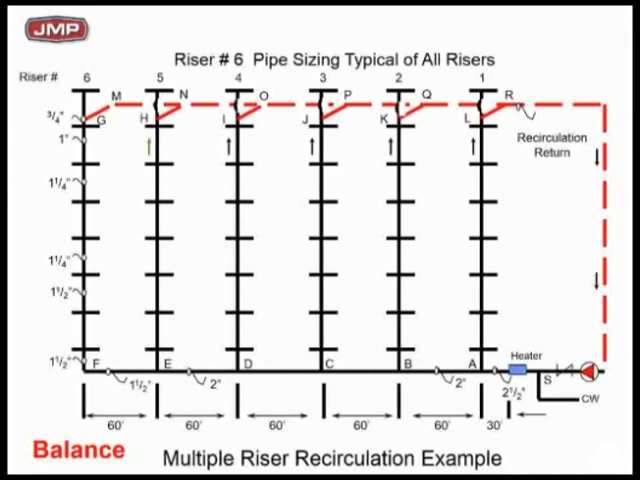 JMP
Riser # 6 Pipe Sizing Typical of All Risers
Riser # 6 5 4 3 2 1
M N O P Q R
3/4" G H I J K L
1"
Recirculation
Return
1 1/4"
1 1/4"
1 1/2"
Heater
1 1/2" F E D C B A
S
1 1/2" 2" 2" 2 1/2" CW
60' 60' 60' 60' 60' 30'
Balance
Multiple Riser Recirculation Example